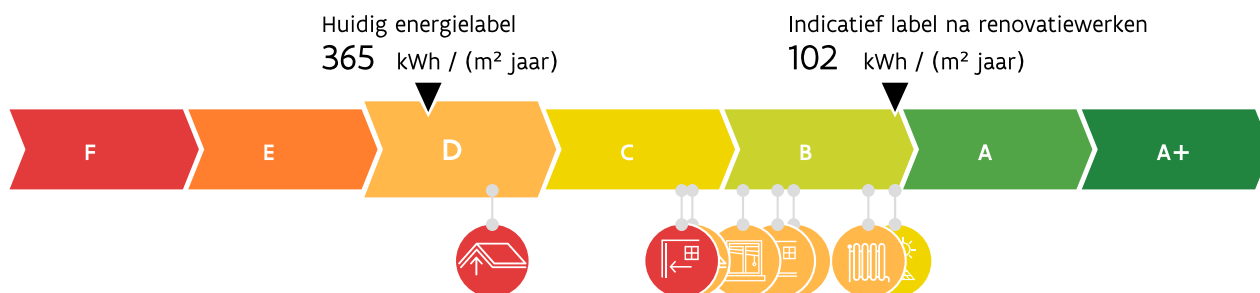 Huidig energielabel
365 kWh / (m² jaar)
Indicatief label na renovatiewerken
102 kWh / (m² jaar)
F E D C B A A+